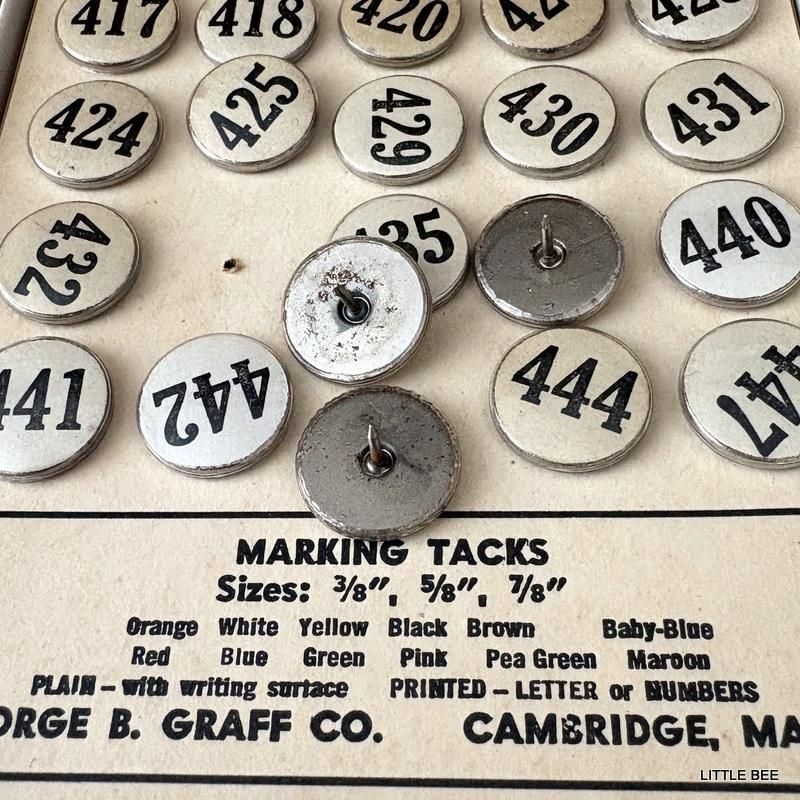 417 418 420
424 425 429 430 431
432 435 440
441 442 444 447
MARKING TACKS
Sizes: 3/8", 5/8", 7/8"
Orange White Yellow Black Brown Baby-Blue
Red Blue Green Pink Pea Green Maroon
PLAIN – with writing surface PRINTED – LETTER or NUMBERS
ORGE B. GRAFF CO. CAMBRIDGE, MA
LITTLE BEE